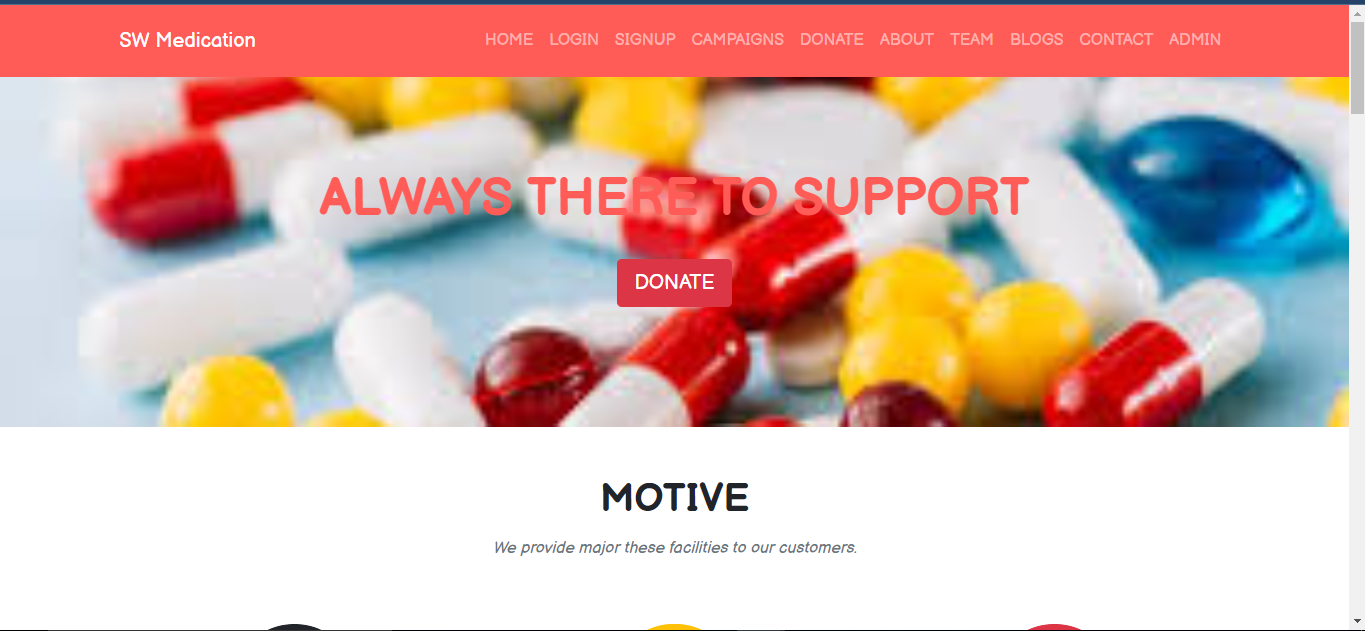 SW Medication
HOME LOGIN SIGNUP CAMPAIGNS DONATE ABOUT TEAM BLOGS CONTACT ADMIN
ALWAYS THERE TO SUPPORT
DONATE
MOTIVE
We provide major these facilities to our customers.